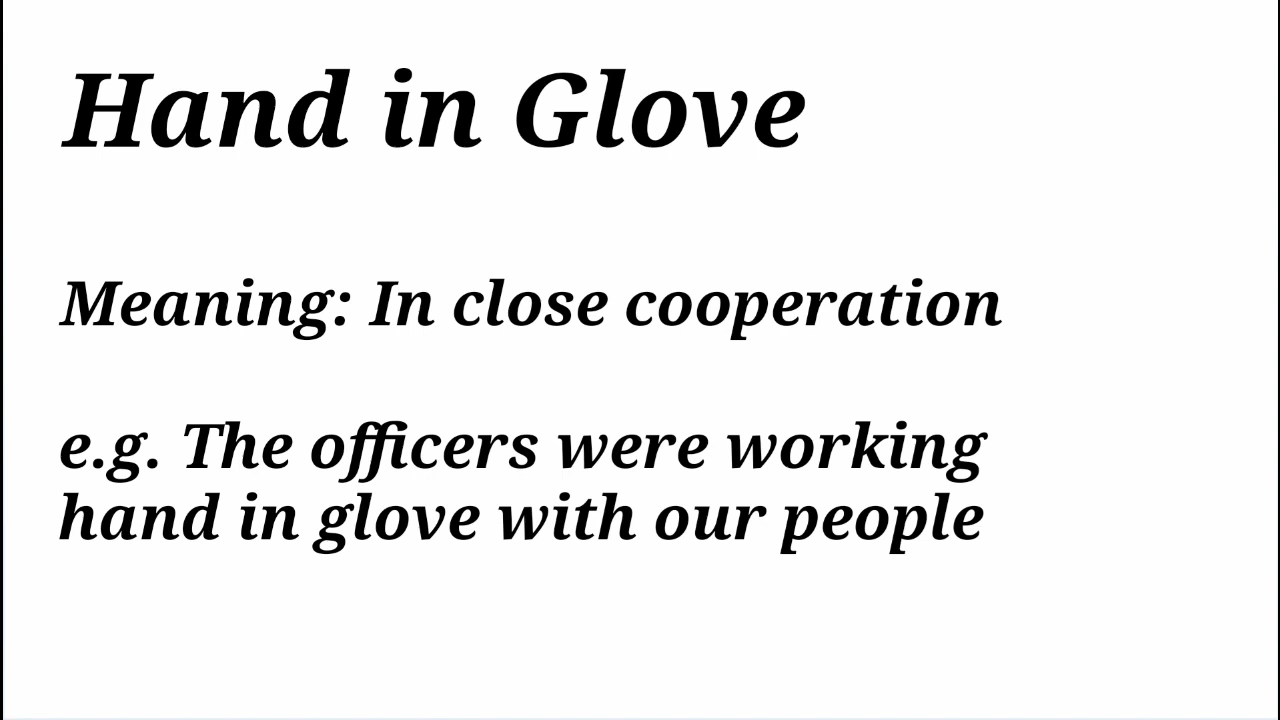 Hand in Glove
Meaning: In close cooperation
e.g. The officers were working
hand in glove with our people